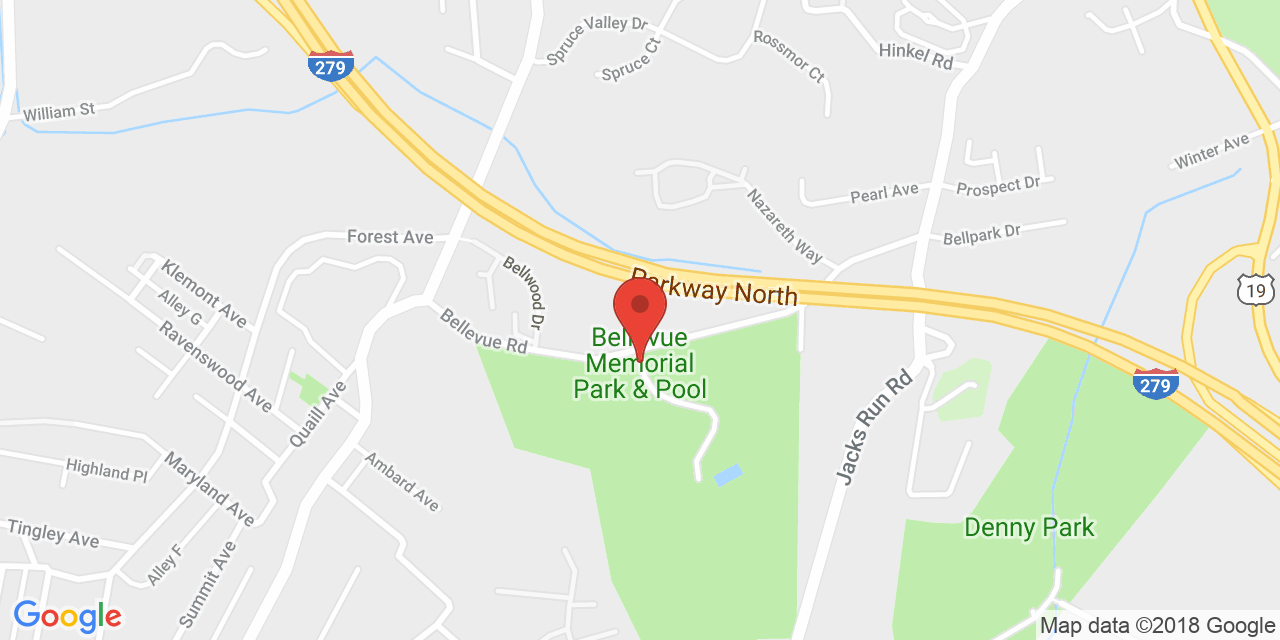 Spruce Valley Dr
Spruce Ct
Rossmor Ct
Hinkel Rd
279
William St
Winter Ave
Pearl Ave
Prospect Dr
Nazareth Way
Bellpark Dr
Forest Ave
Klemont Ave
Alley G
Bellwood Dr
Parkway North
19
Bellevue Rd
Ravenswood Ave
Bellevue
Memorial
Park & Pool
279
Quaill Ave
Jacks Run Rd
Highland Pl
Maryland Ave
Ambard Ave
Tingley Ave
Denny Park
Alley F
Summit Ave
Google
Map data ©2018 Google